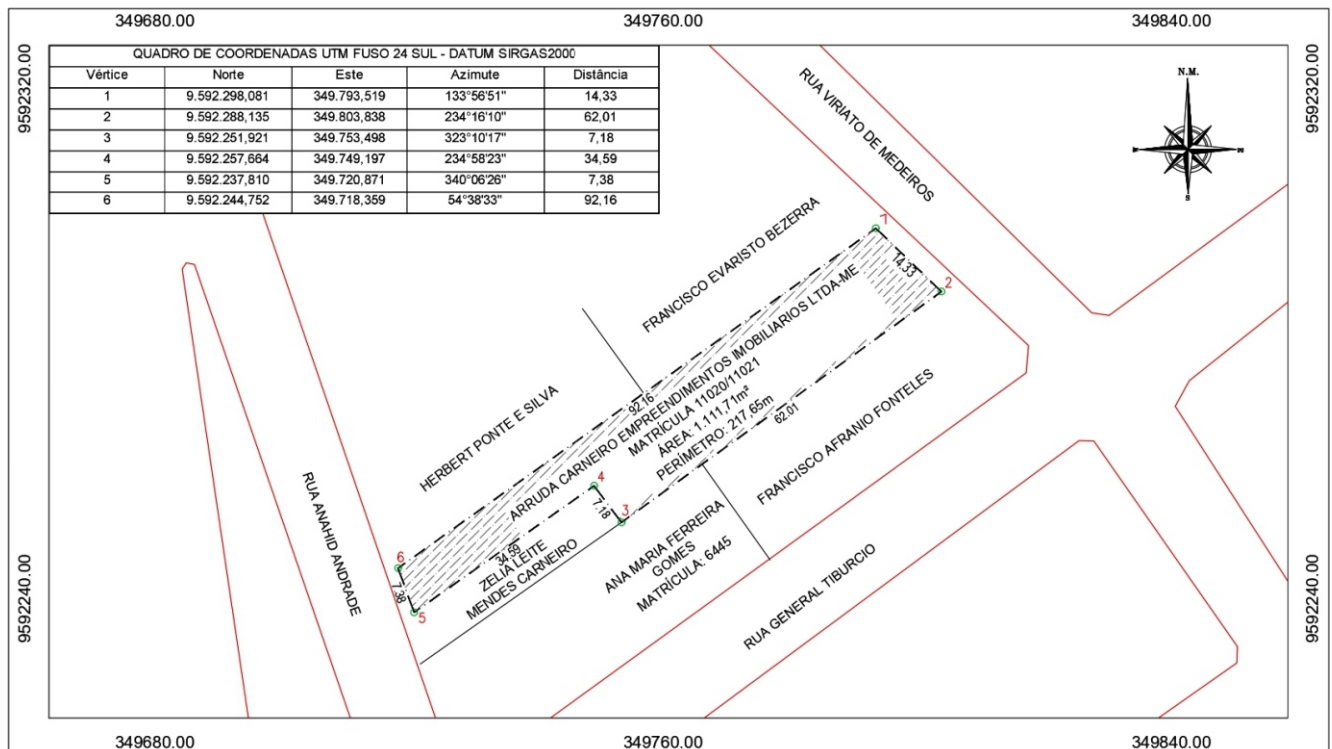 349680.00
349760.00
349840.00
9592320.00
9592320.00
QUADRO DE COORDENADAS UTM FUSO 24 SUL - DATUM SIRGAS2000
Vértice Norte Este Azimute Distância
1 9.592.298,081 349.793,519 133°56'51" 14,33
2 9.592.288,135 349.803,838 234°16'10" 62,01
3 9.592.251,921 349.753,498 323°10'17" 7,18
4 9.592.257,664 349.749,197 234°58'23" 34,59
5 9.592.237,810 349.720,871 340°06'26" 7,38
6 9.592.244,752 349.718,359 54°38'33" 92,16
N.M.
S
RUA VIRIATO DE MEDEIROS
FRANCISCO EVARISTO BEZERRA
1
14.33
2
HERBERT PONTE E SILVA
92.16
ARRUDA CARNEIRO EMPREENDIMENTOS IMOBILIARIOS LTDA-ME
MATRÍCULA 11020/11021
ÁREA: 1.111,71m²
PERÍMETRO: 217,65m
62.01
FRANCISCO AFRANIO FONTELES
4
7.18
3
34.59
ZELIA LEITE
MENDES CARNEIRO
ANA MARIA FERREIRA
GOMES
MATRÍCULA: 6445
6
7.38
5
RUA ANAHID ANDRADE
RUA GENERAL TIBURCIO
9592240.00
9592240.00
349680.00
349760.00
349840.00